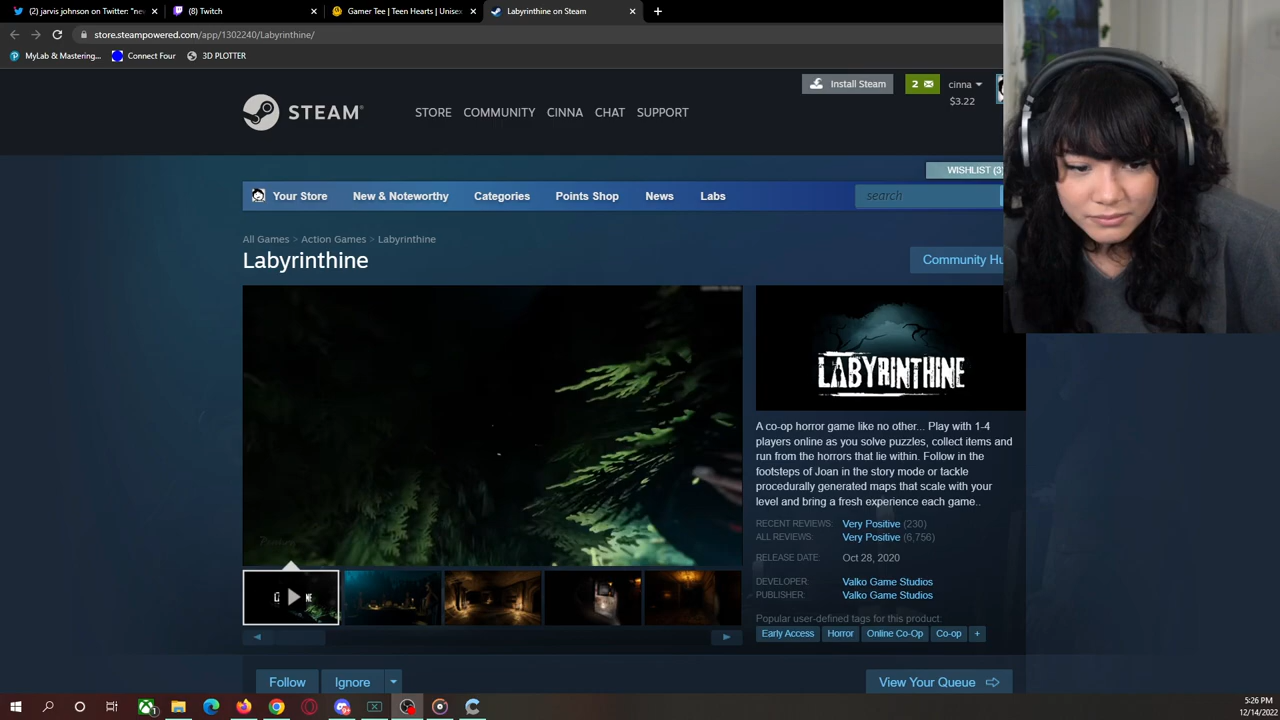 (2) jarvis johnson on Twitter: "nev
(8) Twitch
Gamer Tee | Teen Hearts | Unisex
Labyrinthine on Steam
store.steampowered.com/app/1302240/Labyrinthine/
MyLab & Mastering...
Connect Four
3D PLOTTER
Install Steam
2
cinna
$3.22
STEAM
STORE
COMMUNITY
CINNA
CHAT
SUPPORT
WISHLIST (3)
Your Store
New & Noteworthy
Categories
Points Shop
News
Labs
search
All Games > Action Games > Labyrinthine
Labyrinthine
Community Hu
LABYRINTHINE
A co-op horror game like no other... Play with 1-4
players online as you solve puzzles, collect items and
run from the horrors that lie within. Follow in the
footsteps of Joan in the story mode or tackle
procedurally generated maps that scale with your
level and bring a fresh experience each game..
RECENT REVIEWS: Very Positive (230)
ALL REVIEWS: Very Positive (6,756)
RELEASE DATE: Oct 28, 2020
DEVELOPER: Valko Game Studios
PUBLISHER: Valko Game Studios
Popular user-defined tags for this product:
Early Access
Horror
Online Co-Op
Co-op
+
Follow
Ignore
View Your Queue
5:26 PM
12/14/2022